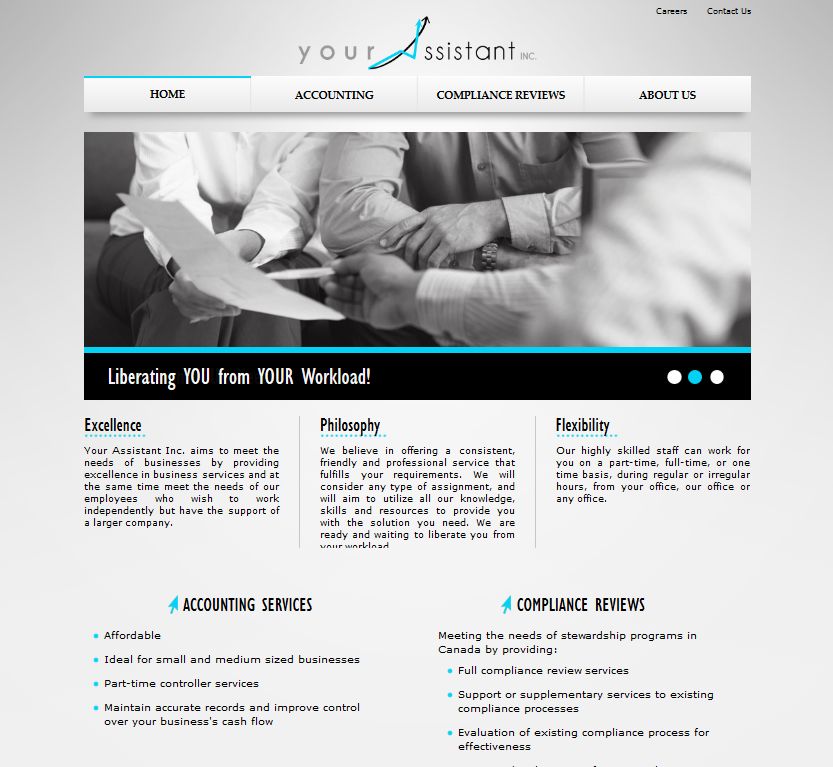 Careers Contact Us
your Assistant INC.
HOME ACCOUNTING COMPLIANCE REVIEWS ABOUT US
Liberating YOU from YOUR Workload!
Excellence
Your Assistant Inc. aims to meet the
needs of businesses by providing
excellence in business services and at
the same time meet the needs of our
employees who wish to work
independently but have the support of
a larger company.
Philosophy
We believe in offering a consistent,
friendly and professional service that
fulfills your requirements. We will
consider any type of assignment, and
will aim to utilize all our knowledge,
skills and resources to provide you
with the solution you need. We are
ready and waiting to liberate you from
your workload
Flexibility
Our highly skilled staff can work for
you on a part-time, full-time, or one
time basis, during regular or irregular
hours, from your office, our office or
any office.
ACCOUNTING SERVICES
Affordable
Ideal for small and medium sized businesses
Part-time controller services
Maintain accurate records and improve control
over your business's cash flow
COMPLIANCE REVIEWS
Meeting the needs of stewardship programs in
Canada by providing:
Full compliance review services
Support or supplementary services to existing
compliance processes
Evaluation of existing compliance process for
effectiveness